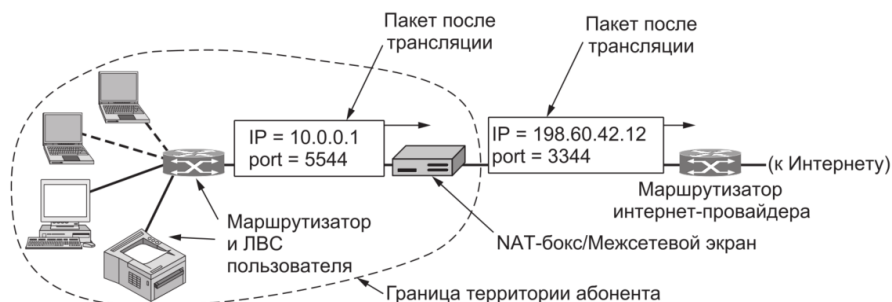 Пакет после
трансляции
Пакет после
трансляции
IP = 10.0.0.1
port = 5544
IP = 198.60.42.12
port = 3344
(к Интернету)
Маршрутизатор
интернет-провайдера
Маршрутизатор
и ЛВС
пользователя
NAT-бокс/Межсетевой экран
Граница территории абонента